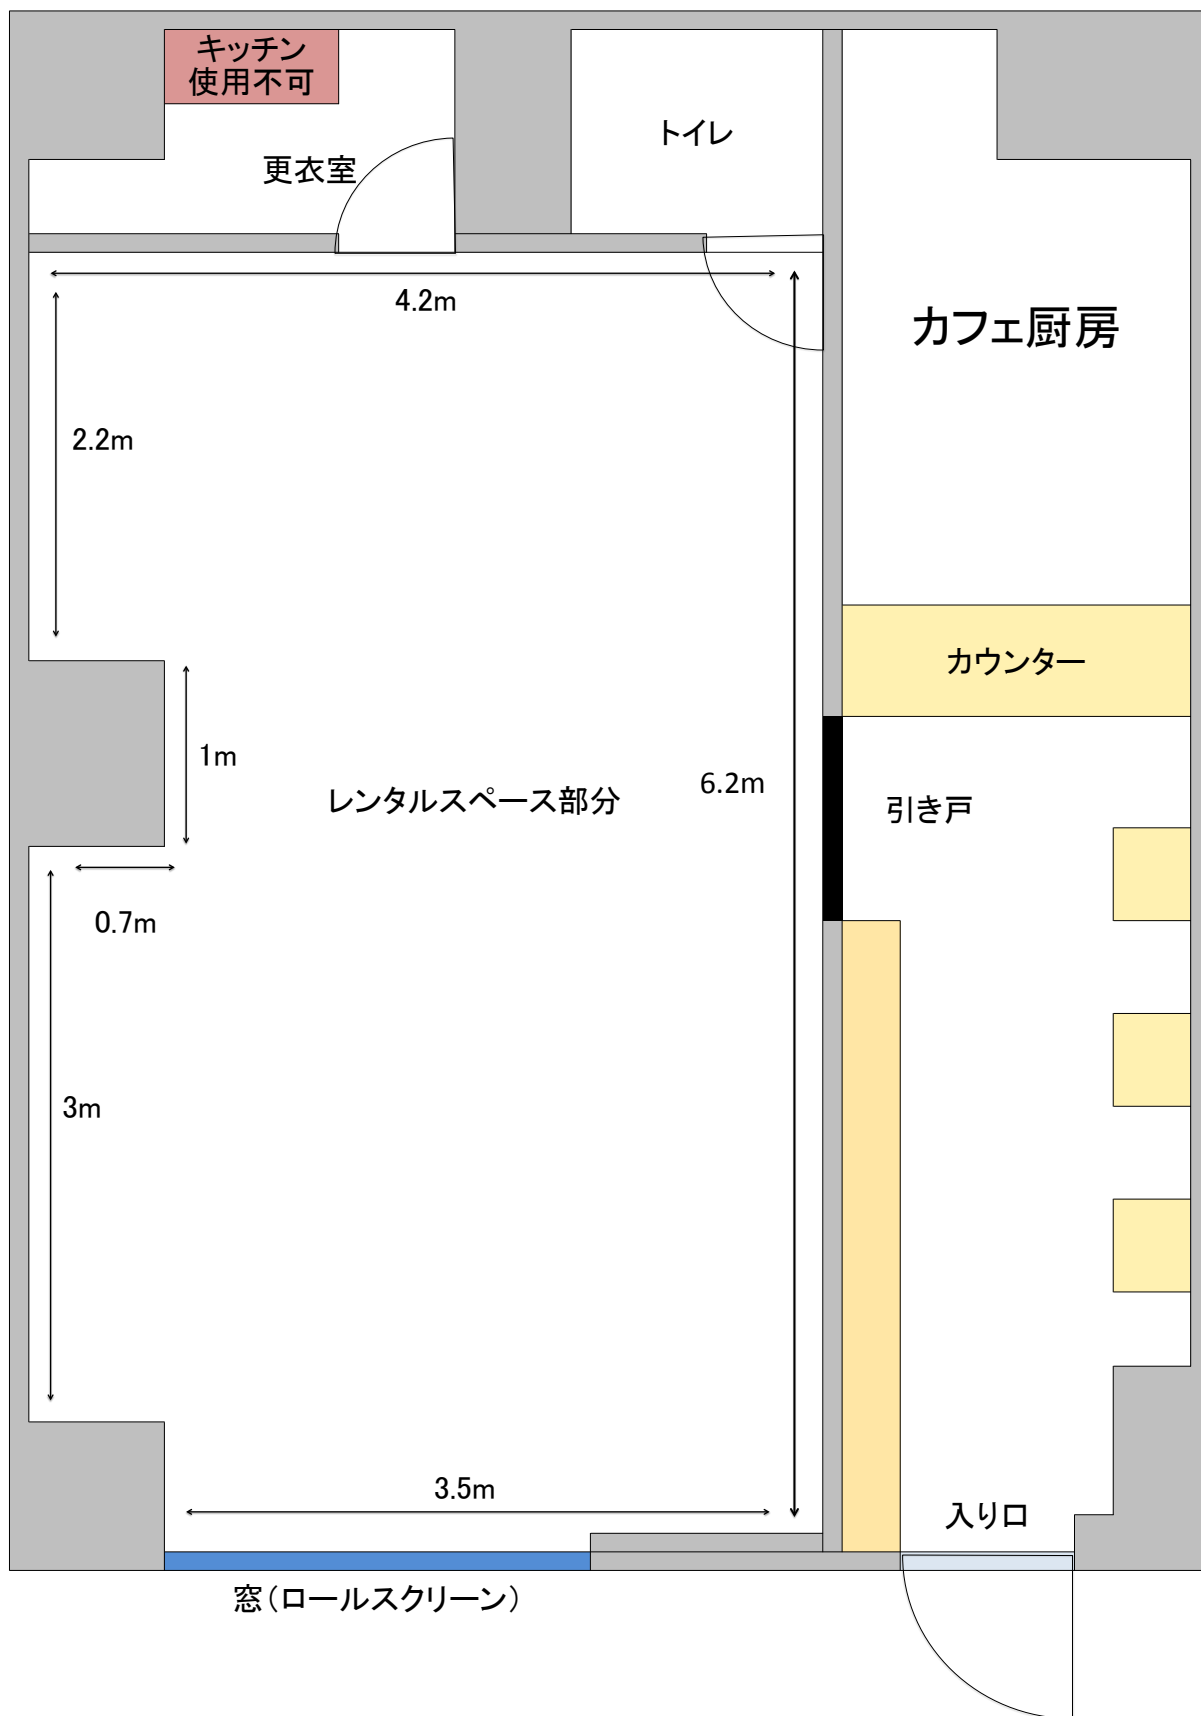 キッチン
使用不可
更衣室
トイレ
カフェ厨房
4.2m
2.2m
カウンター
1m
レンタルスペース部分
6.2m
引き戸
0.7m
3m
3.5m
入り口
窓(ロールスクリーン)